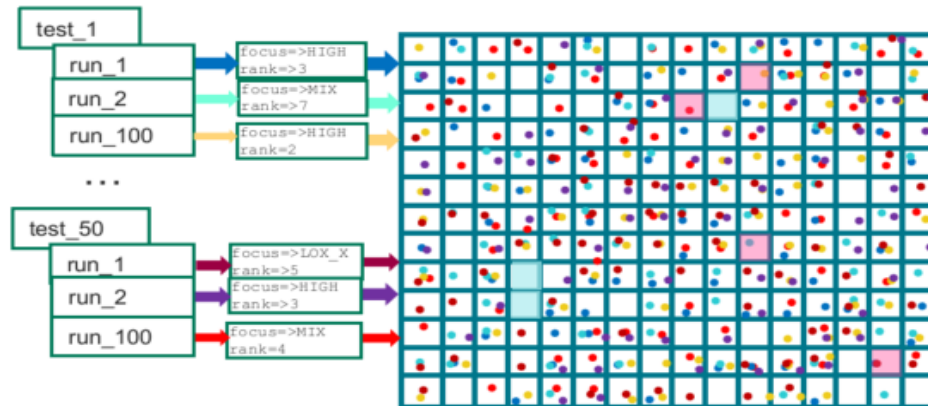 test_1
run_1
focus=>HIGH
rank=>3
run_2
focus=>MIX
rank=>7
run_100
focus=>HIGH
rank=2
...
test_50
run_1
focus=>LOX_X
rank=>5
run_2
focus=>HIGH
rank=>3
run_100
focus=>MIX
rank=4